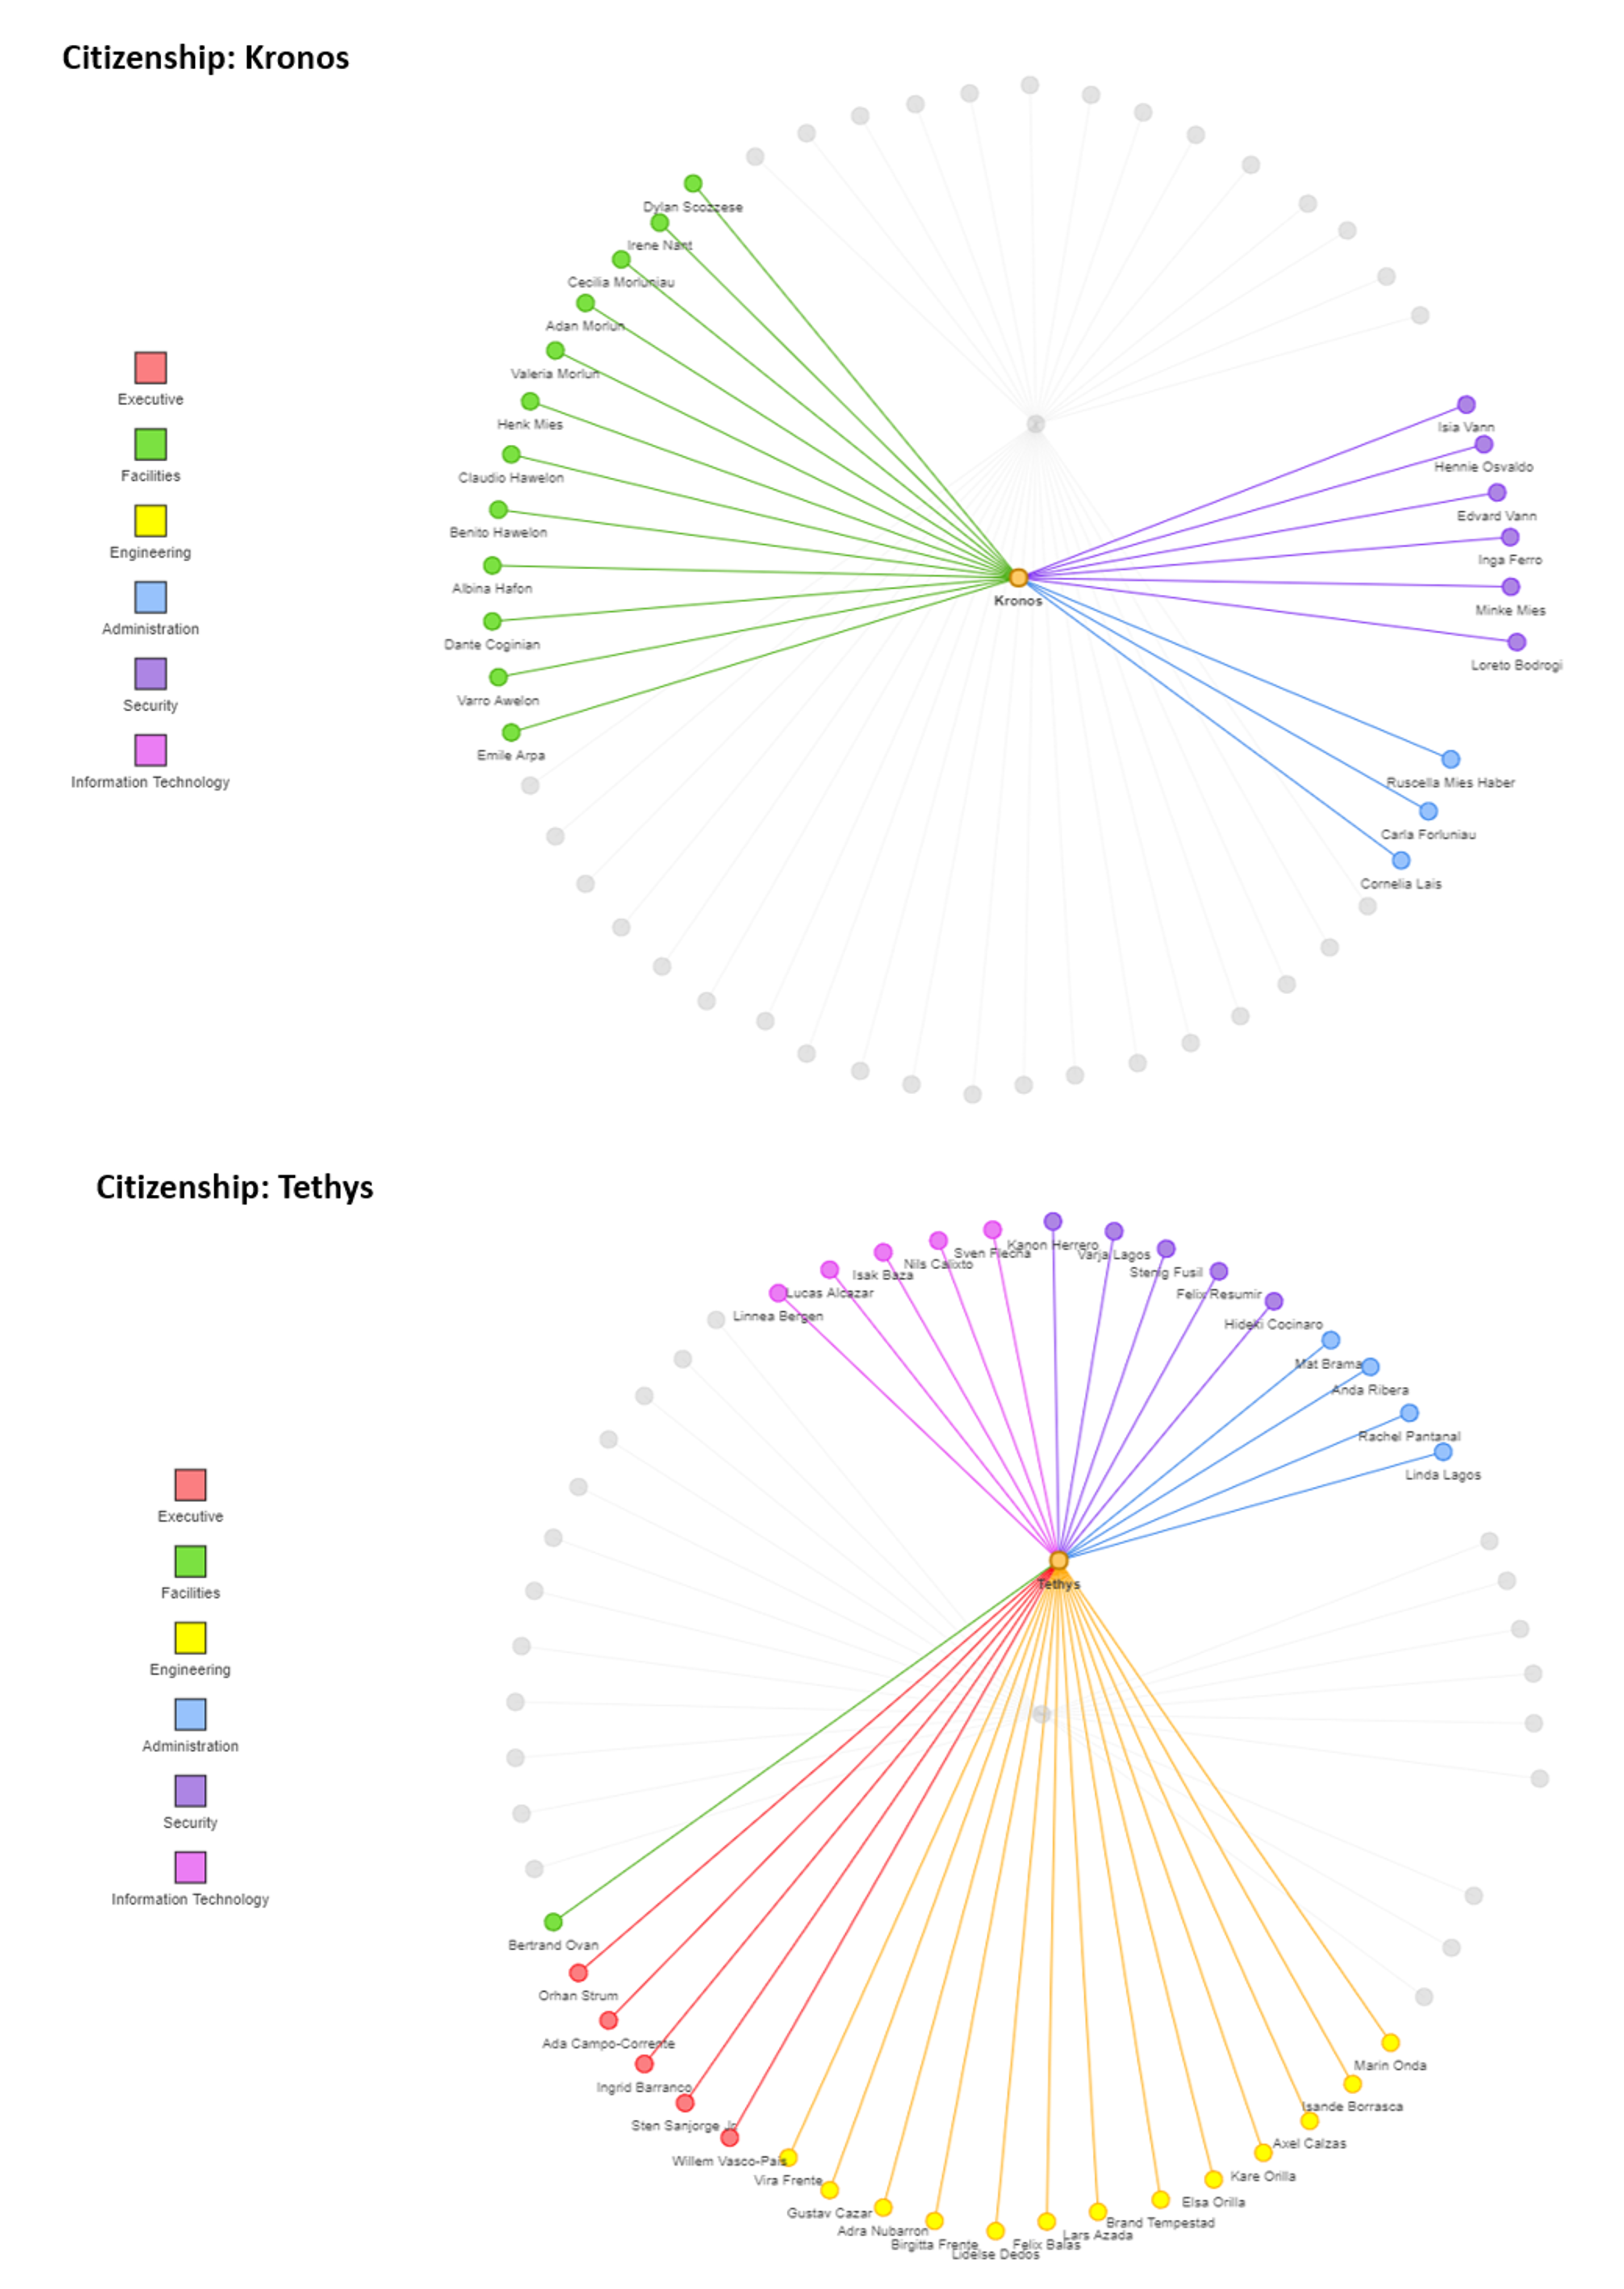 Citizenship: Kronos
Dylan Scozzese
Irene Nant
Cecilia Morluniau
Adan Morlun
Valeria Morlun
Henk Mies
Claudio Hawelon
Benito Hawelon
Albina Hafon
Dante Coginian
Varro Awelon
Emile Arpa
Executive
Facilities
Engineering
Administration
Security
Information Technology
Kronos
Isia Vann
Hennie Osvaldo
Edvard Vann
Inga Ferro
Minke Mies
Loreto Bodrogi
Ruscella Mies Haber
Carla Forluniau
Cornelia Lais
Citizenship: Tethys
Kanon Herrero
Varja Lagos
Sven Flecha
Nils Calixto
Stenig Fusil
Isak Baza
Lucas Alcazar
Felix Resumir
Linnea Bergen
Hideki Cocinaro
Mat Brama
Anda Ribera
Rachel Pantanal
Linda Lagos
Executive
Facilities
Engineering
Administration
Security
Information Technology
Tethys
Bertrand Ovan
Orhan Strum
Ada Campo-Corrente
Ingrid Barranco
Sten Sanjorge Jr
Willem Vasco-Pais
Vira Frente
Gustav Cazar
Adra Nubarron
Birgitta Frente
Lidelse Dedos
Felix Balas
Lars Azada
Brand Tempestad
Elsa Orilla
Kare Orilla
Axel Calzas
Isande Borrasca
Marin Onda